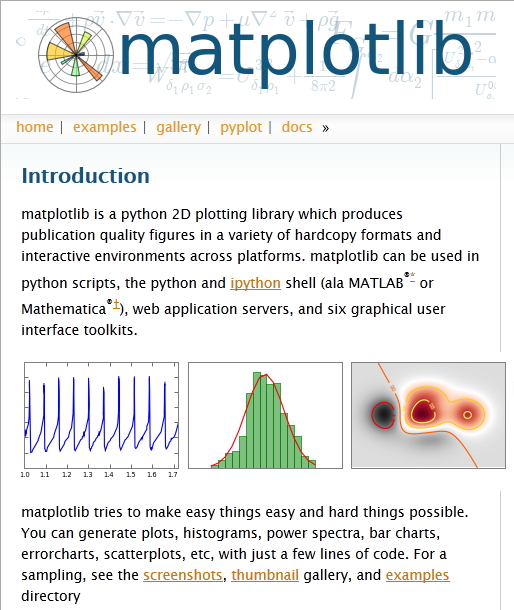 matplotlib
home | examples | gallery | pyplot | docs »
Introduction
matplotlib is a python 2D plotting library which produces
publication quality figures in a variety of hardcopy formats and
interactive environments across platforms. matplotlib can be used in
python scripts, the python and ipython shell (ala MATLAB®* or
Mathematica®†), web application servers, and six graphical user
interface toolkits.
1.0 1.1 1.2 1.3 1.4 1.5 1.6 1.7
matplotlib tries to make easy things easy and hard things possible.
You can generate plots, histograms, power spectra, bar charts,
errorcharts, scatterplots, etc, with just a few lines of code. For a
sampling, see the screenshots, thumbnail gallery, and examples
directory